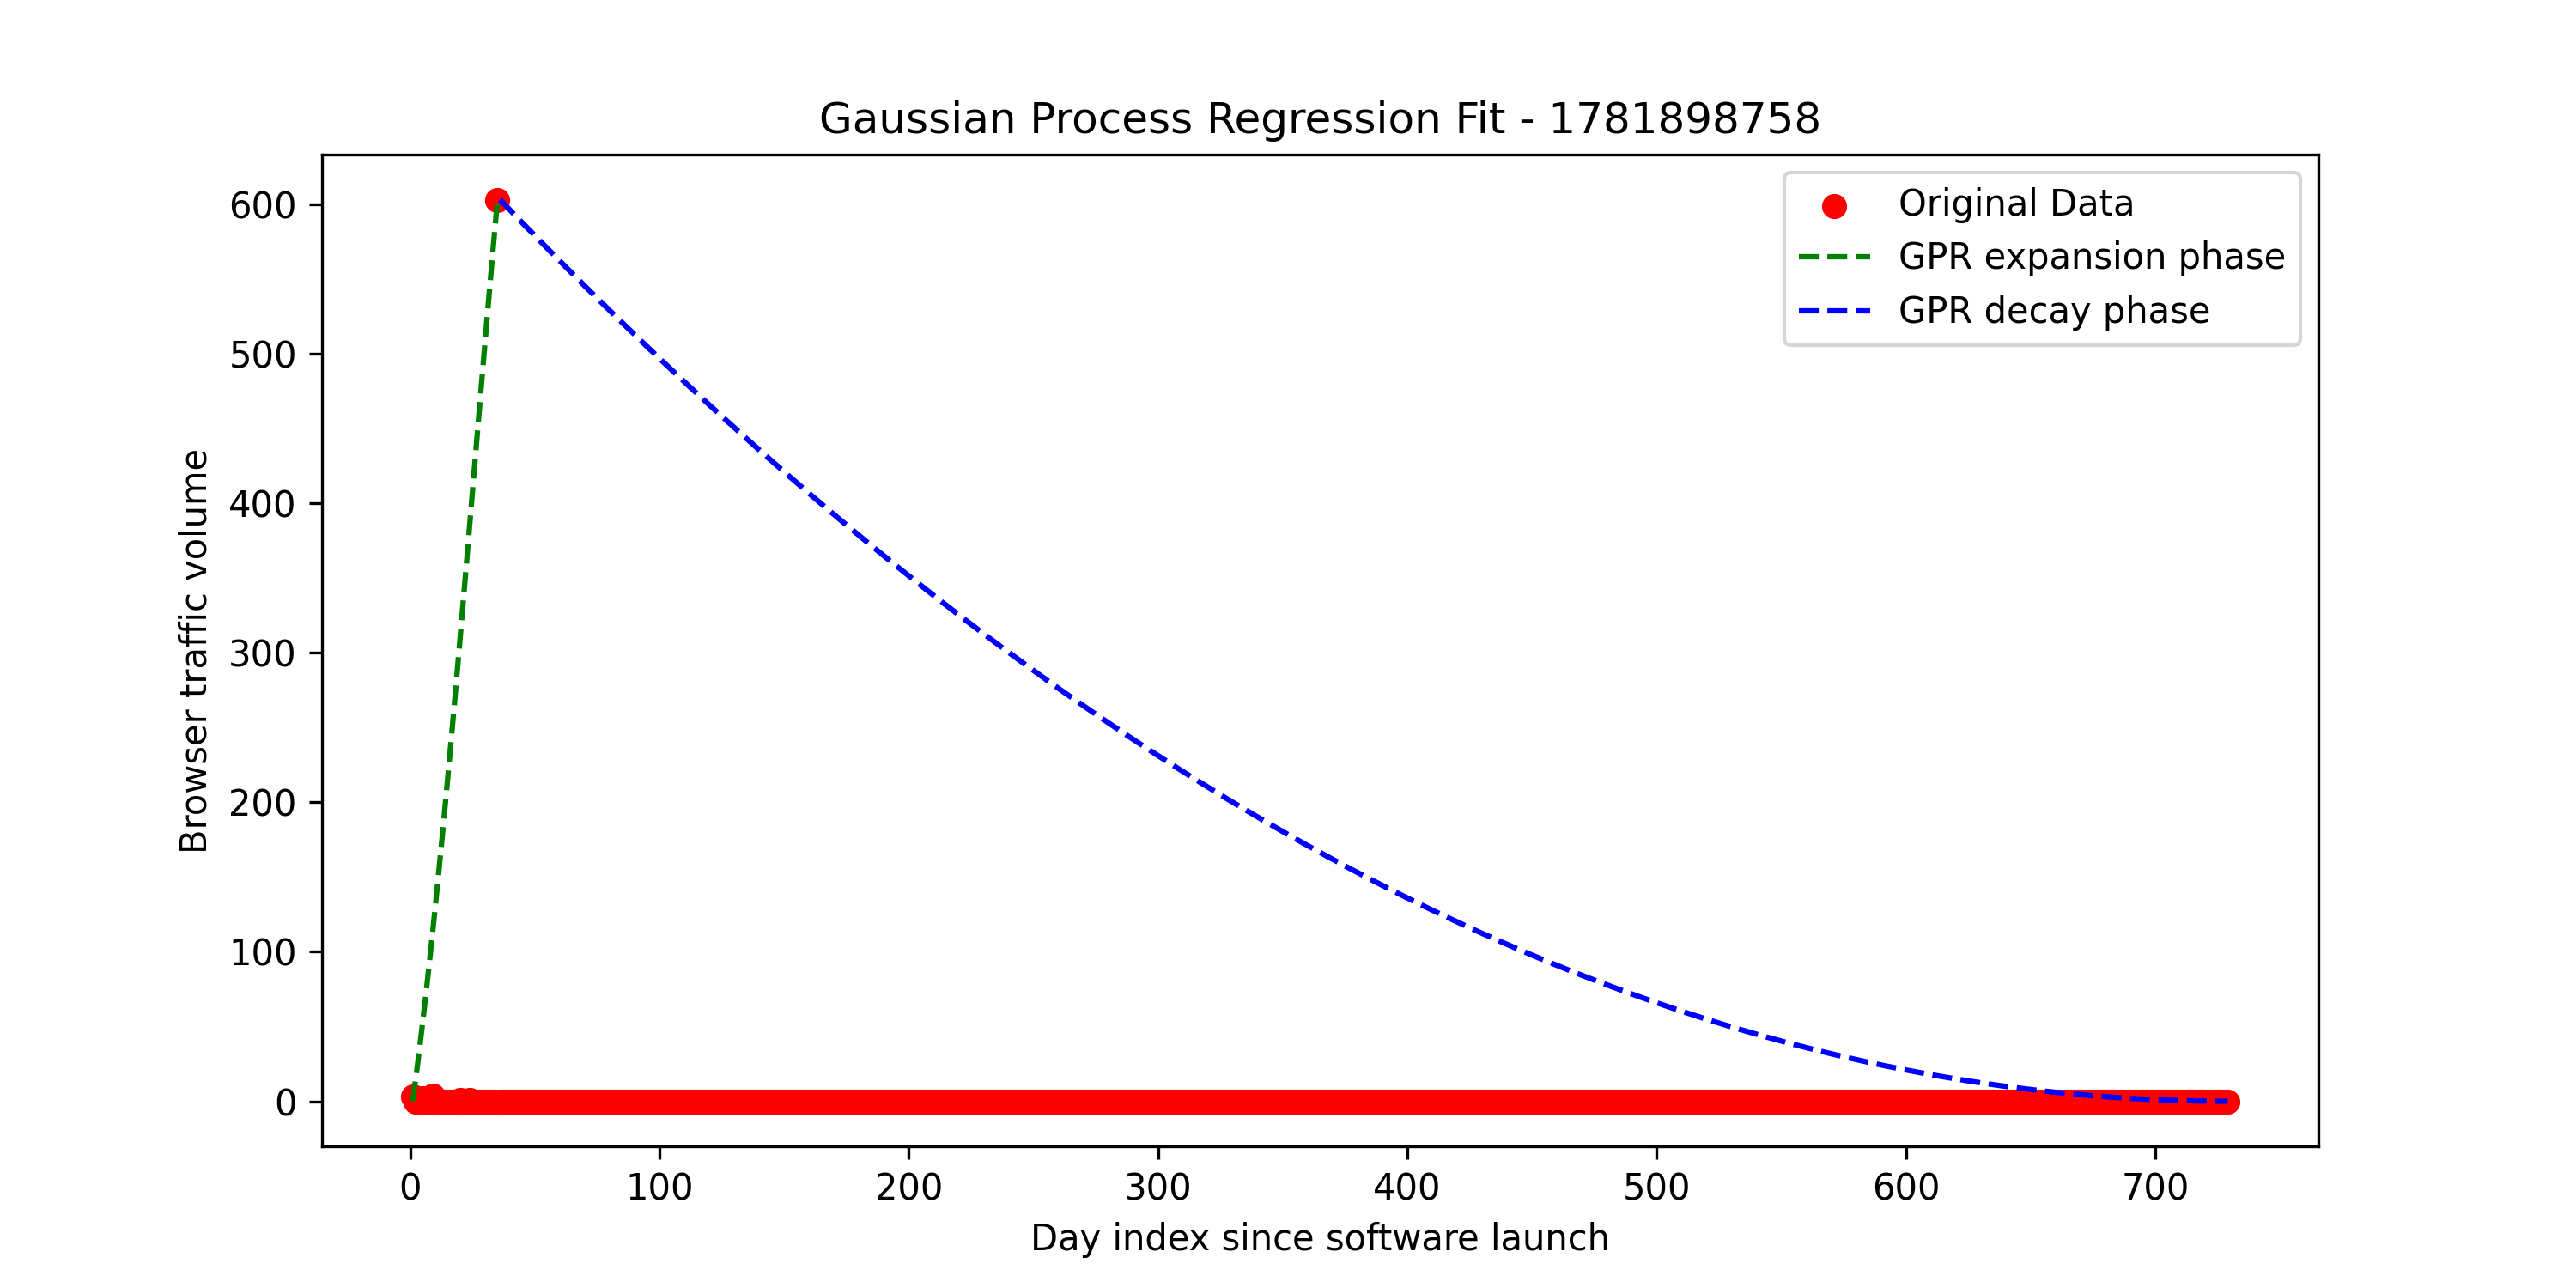 Gaussian Process Regression Fit - 1781898758
Original Data
GPR expansion phase
GPR decay phase
Browser traffic volume
600
500
400
300
200
100
0
0 100 200 300 400 500 600 700
Day index since software launch